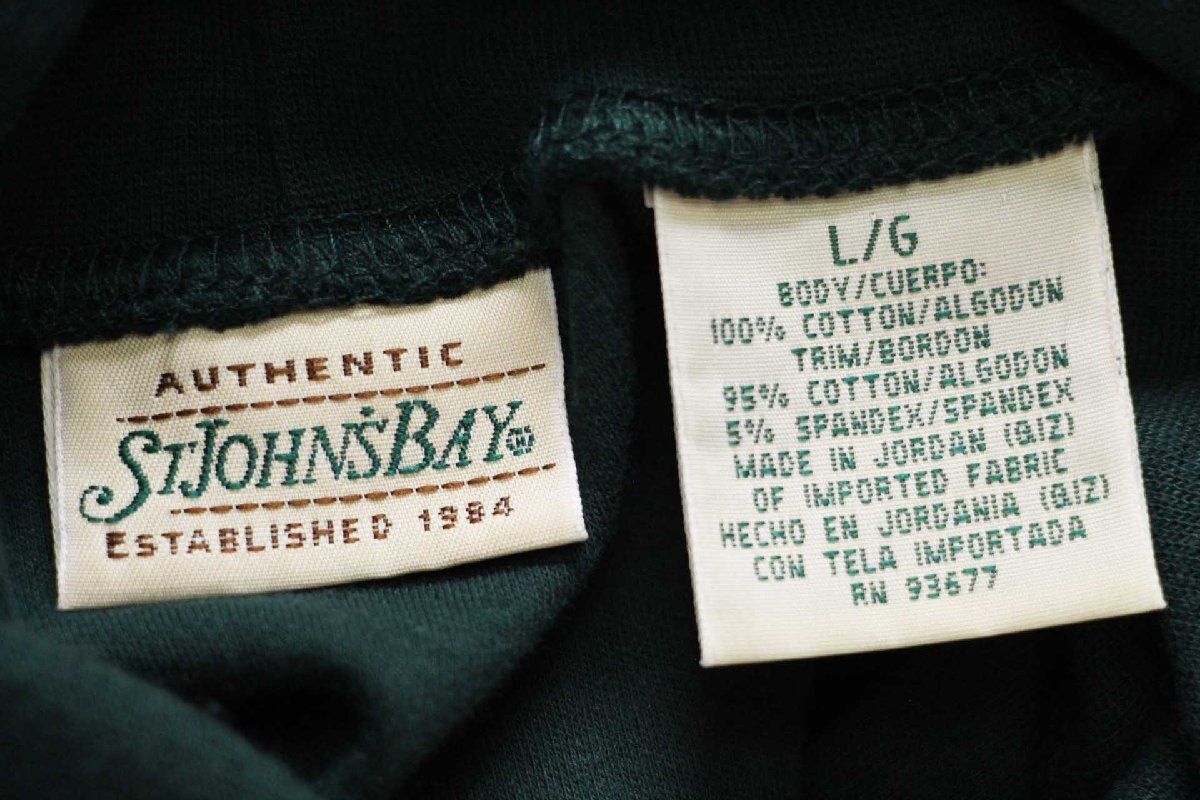 AUTHENTIC
ST. JOHN'S BAY®
ESTABLISHED 1984
L/G
BODY/CUERPO:
100% COTTON/ALGODON
TRIM/BORDON
95% COTTON/ALGODON
5% SPANDEX/SPANDEX
MADE IN JORDAN (QIZ)
OF IMPORTED FABRIC
HECHO EN JORDANIA (QIZ)
CON TELA IMPORTADA
RN 93677